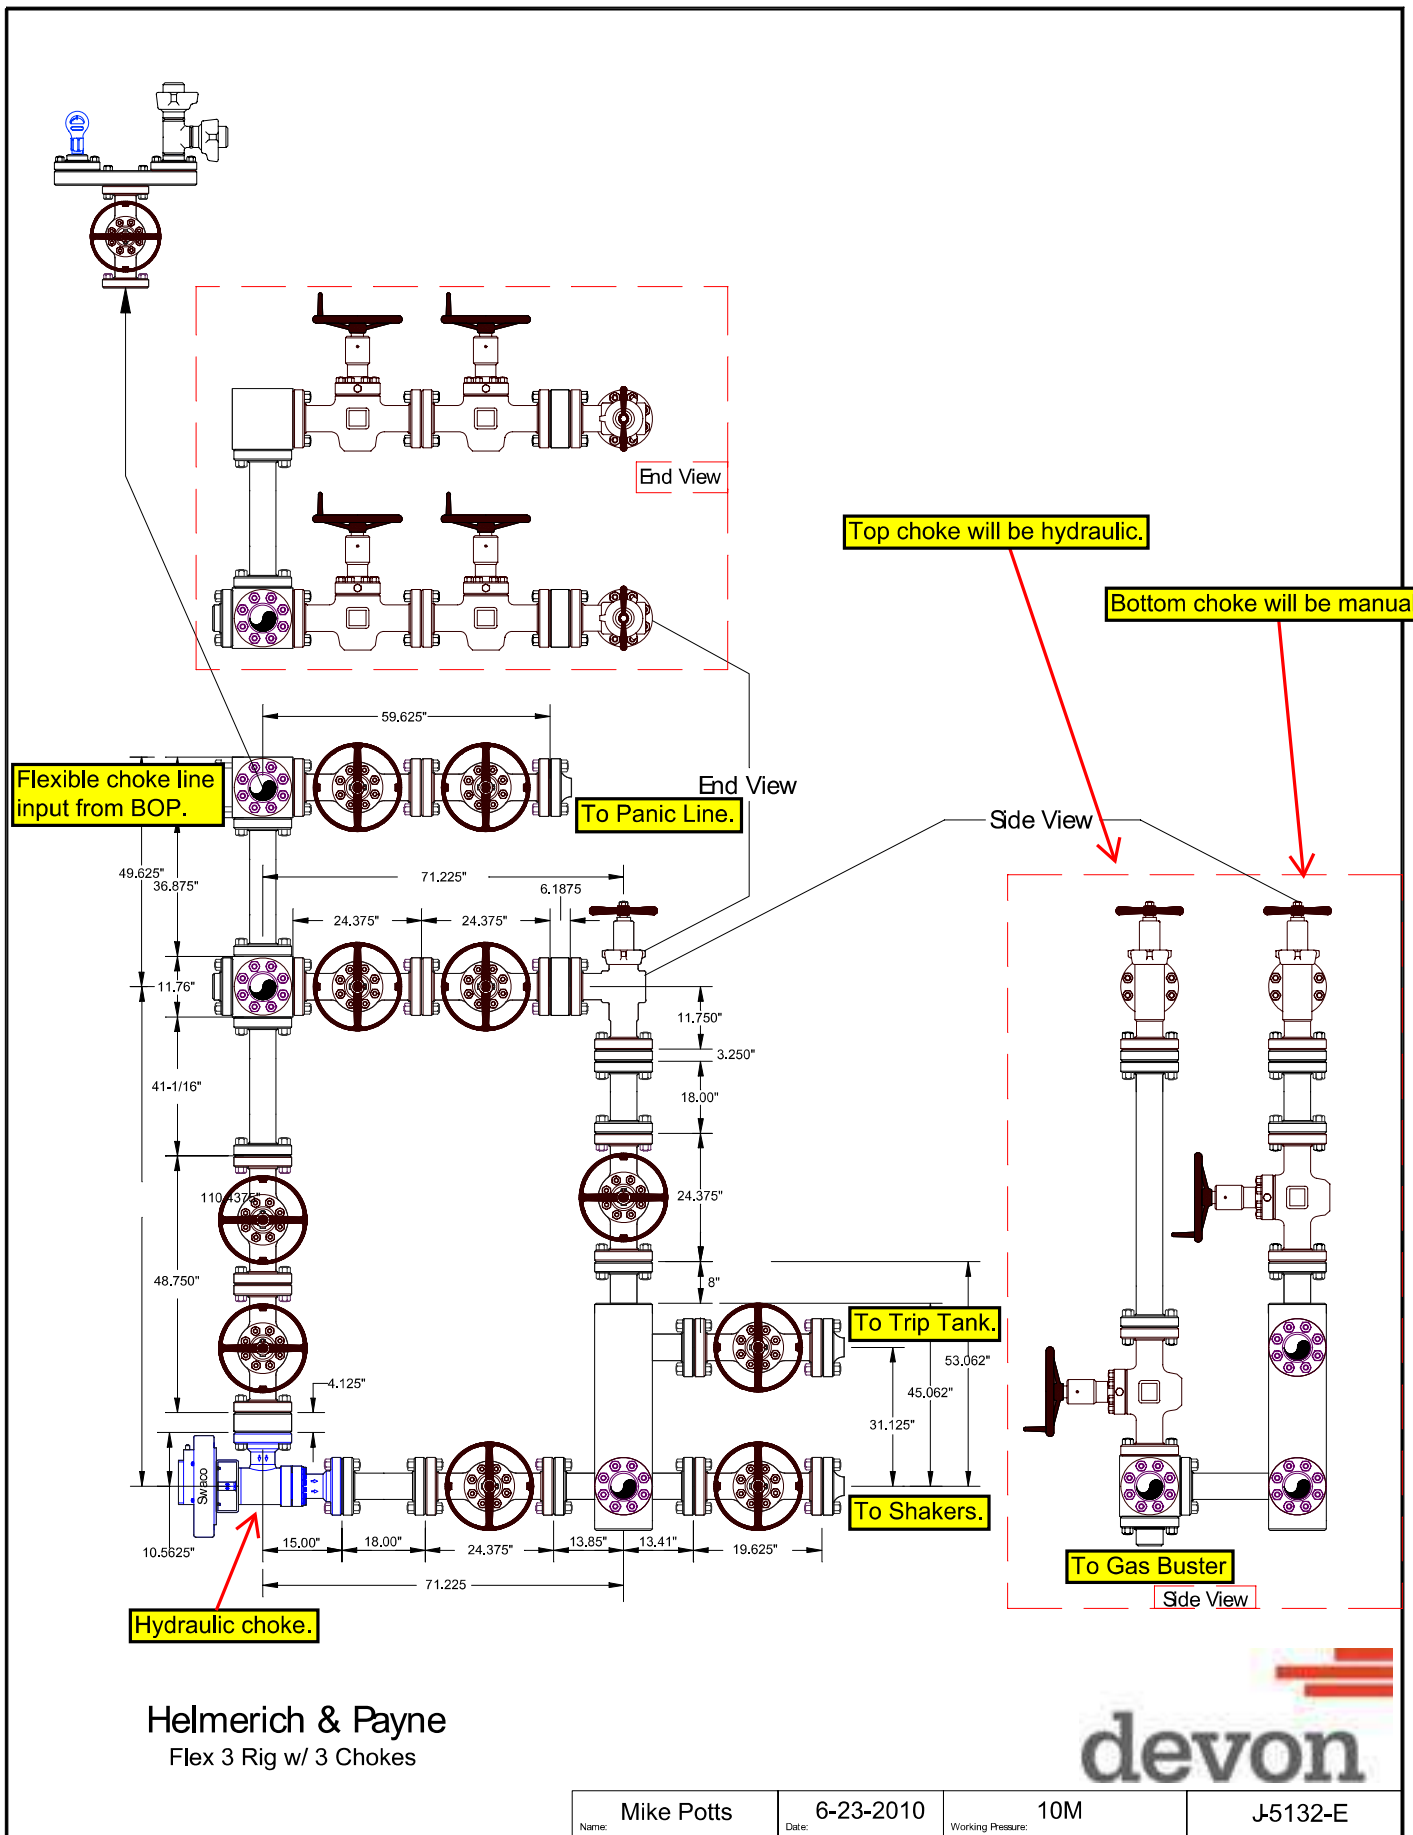 End View
Top choke will be hydraulic.
Bottom choke will be manual
59.625"
Flexible choke line
input from BOP.
End View
To Panic Line.
Side View
49.625"
36.875"
71.225"
6.1875
24.375"
24.375"
11.76"
11.750"
3.250"
41-1/16"
18.00"
110.4375"
24.375"
48.750"
8"
To Trip Tank.
53.062"
45.062"
4.125"
31.125"
Swaco
To Shakers.
10.5625"
15.00"
18.00"
24.375"
13.85"
13.41"
19.625"
71.225
To Gas Buster
Side View
Hydraulic choke.
Helmerich & Payne
Flex 3 Rig w/ 3 Chokes
devon
Name: Mike Potts
Date: 6-23-2010
Working Pressure: 10M
J-5132-E